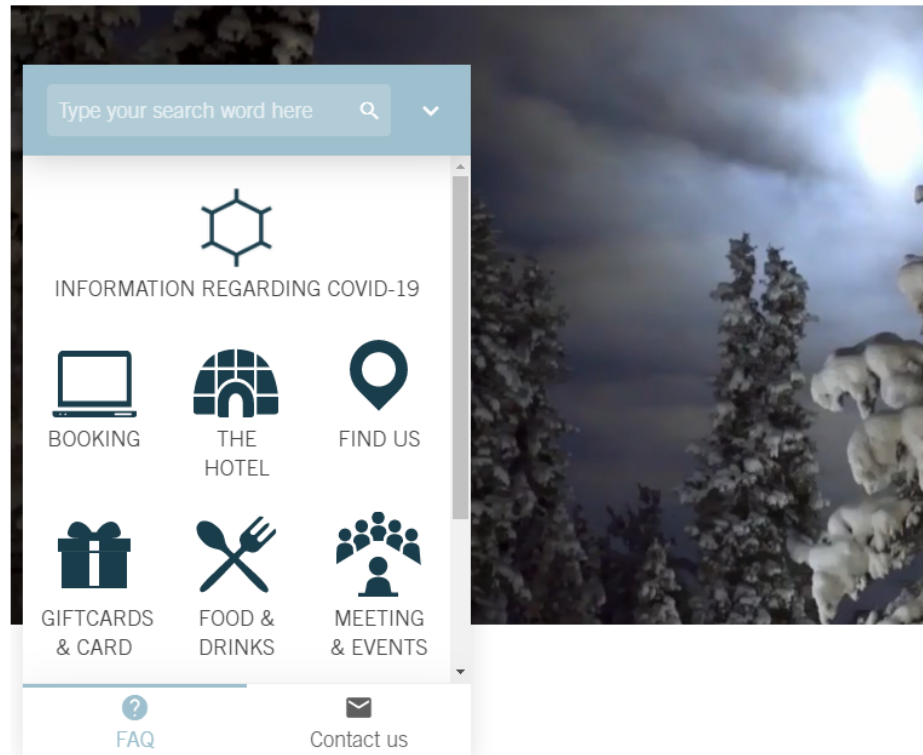 Type your search word here
INFORMATION REGARDING COVID-19
BOOKING
THE
HOTEL
FIND US
GIFTCARDS
& CARD
FOOD &
DRINKS
MEETING
& EVENTS
FAQ
Contact us